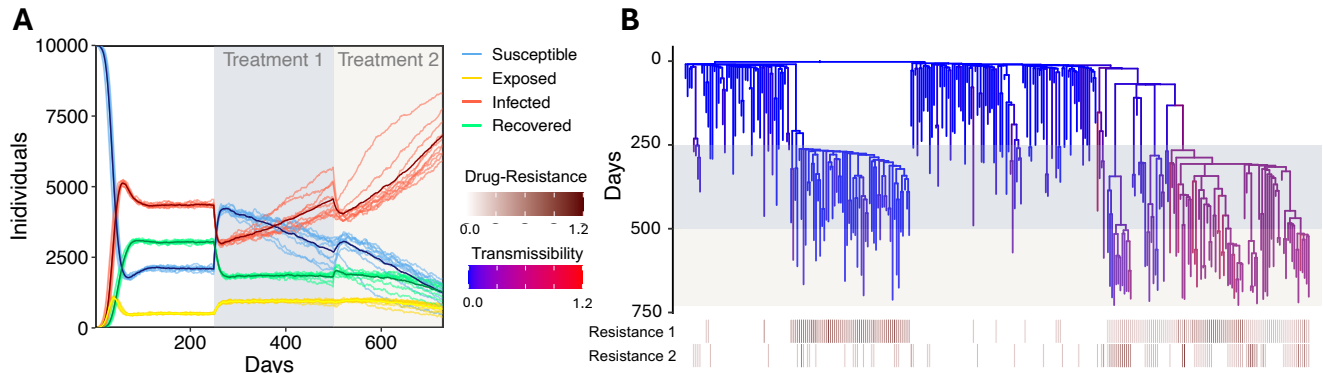 A
10000
7500
5000
2500
0
Inidividuals
200
400
600
Days
Treatment 1
Treatment 2
Susceptible
Exposed
Infected
Recovered
Drug-Resistance
0.0
1.2
Transmissibility
0.0
1.2
B
0
250
500
750
Days
Resistance 1
Resistance 2